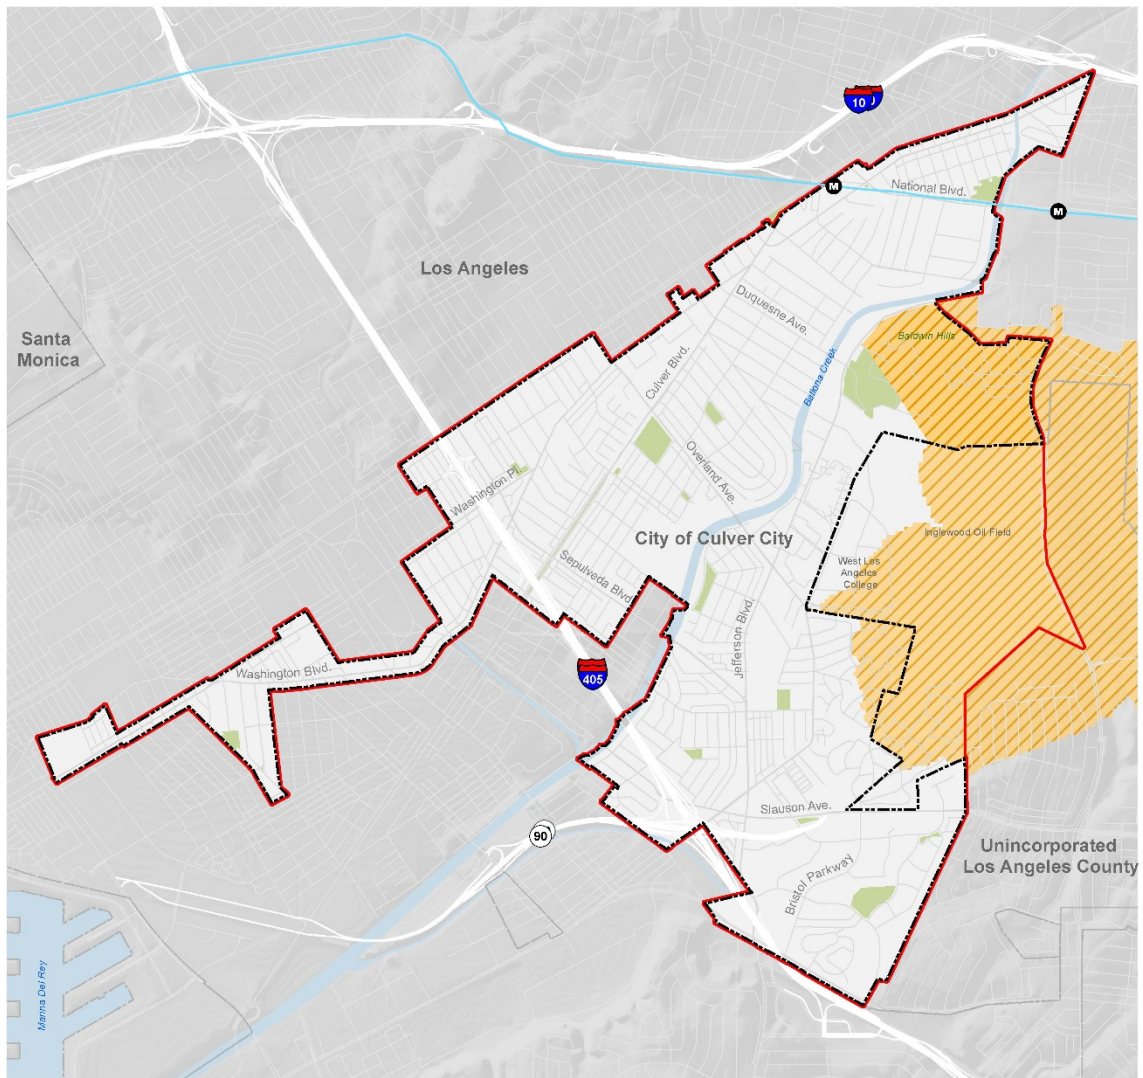 10
M
National Blvd.
M
Los Angeles
Duquesne Ave.
Santa
Monica
Baldwin Hills
Culver Blvd.
Ballona Creek
Overland Ave.
Washington Pl.
City of Culver City
Inglewood Oil Field
Sepulveda Blvd
West Los
Angeles
College
Jefferson Blvd.
Washington Blvd.
405
Slauson Ave.
90
Unincorporated
Los Angeles County
Bristol Parkway
Marina Del Rey